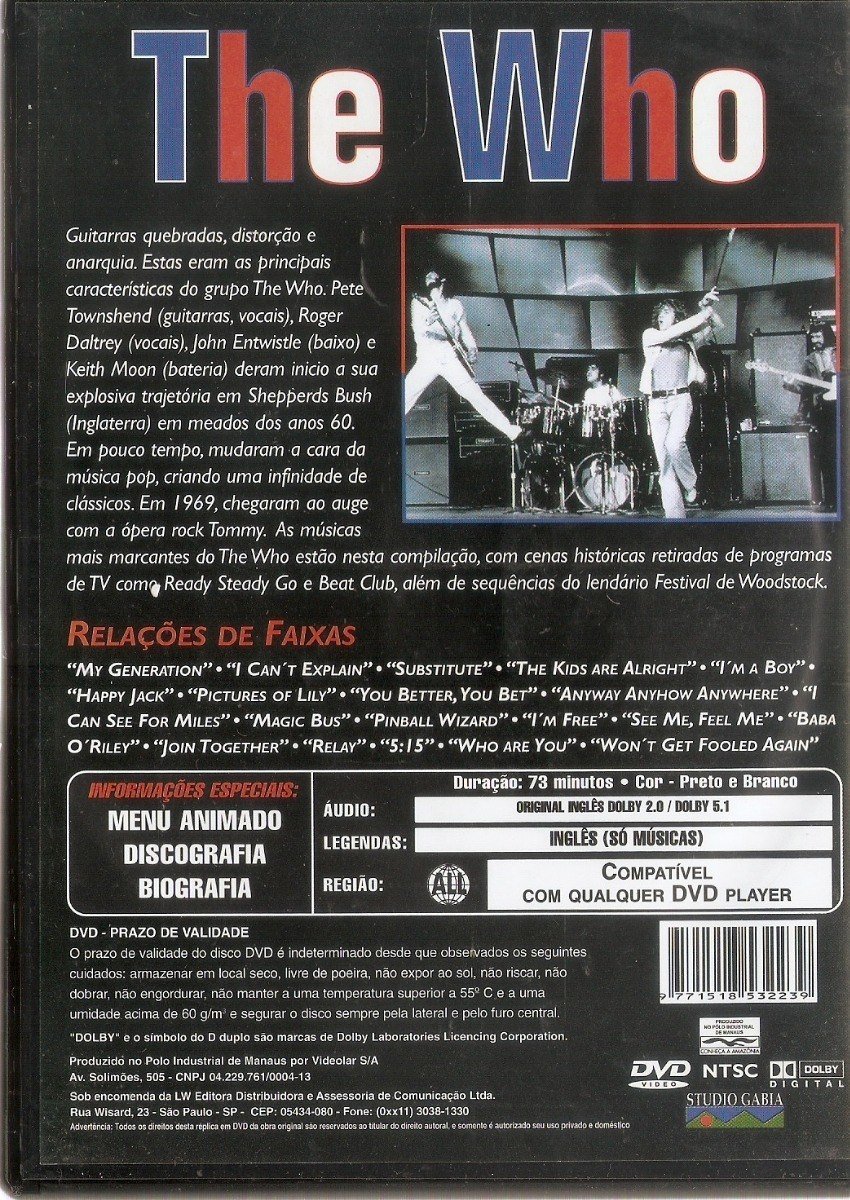 The Who
Guitarras quebradas, distorção e
anarquia. Estas eram as principais
características do grupo The Who. Pete
Townshend (guitarras, vocais), Roger
Daltrey (vocais), John Entwistle (baixo) e
Keith Moon (bateria) deram inicio a sua
explosiva trajetória em Shepperds Bush
(Inglaterra) em meados dos anos 60.
Em pouco tempo, mudaram a cara da
música pop, criando uma infinidade de
clássicos. Em 1969, chegaram ao auge
com a ópera rock Tommy. As músicas
mais marcantes do The Who estão nesta compilação, com cenas históricas retiradas de programas
de TV como Ready Steady Go e Beat Club, além de sequências do lendário Festival de Woodstock.
RELAÇÕES DE FAIXAS
"MY GENERATION" • "I CAN´T EXPLAIN" • "SUBSTITUTE" • "THE KIDS ARE ALRIGHT" • "I´M A BOY" •
"HAPPY JACK" • "PICTURES OF LILY" • "YOU BETTER, YOU BET" • "ANYWAY ANYHOW ANYWHERE" • "I
CAN SEE FOR MILES" • "MAGIC BUS" • "PINBALL WIZARD" • "I´M FREE" • "SEE ME, FEEL ME" • "BABA
O´RILEY" • "JOIN TOGETHER" • "RELAY" • "5:15" • "WHO ARE YOU" • "WON´T GET FOOLED AGAIN"
INFORMAÇÕES ESPECIAIS:
MENU ANIMADO
DISCOGRAFIA
BIOGRAFIA
Duração: 73 minutos • Cor - Preto e Branco
ÁUDIO: ORIGINAL INGLÊS DOLBY 2.0 / DOLBY 5.1
LEGENDAS: INGLÊS (SÓ MÚSICAS)
REGIÃO: ALL COMPATÍVEL
COM QUALQUER DVD PLAYER
DVD - PRAZO DE VALIDADE
O prazo de validade do disco DVD é indeterminado desde que observados os seguintes
cuidados: armazenar em local seco, livre de poeira, não expor ao sol, não riscar, não
dobrar, não engordurar, não manter a uma temperatura superior a 55º C e a uma
umidade acima de 60 g/m³ e segurar o disco sempre pela lateral e pelo furo central.
"DOLBY" e o símbolo do D duplo são marcas de Dolby Laboratories Licencing Corporation.
Produzido no Polo Industrial de Manaus por Videolar S/A
Av. Solimões, 505 - CNPJ 04.229.761/0004-13
Sob encomenda da LW Editora Distribuidora e Assessoria de Comunicação Ltda.
Rua Wisard, 23 - São Paulo - SP - CEP: 05434-080 - Fone: (0xx11) 3038-1330
Advertência: Todos os direitos desta réplica em DVD da obra original são reservados ao titular do direito autoral, e somente é autorizado seu uso privado e doméstico
9 771518 532239
PRODUZIDO
NO PÓLO INDUSTRIAL
DE MANAUS
CONHEÇA A AMAZÔNIA
DVD
VIDEO
NTSC
DOLBY
DIGITAL
STUDIO GABIA